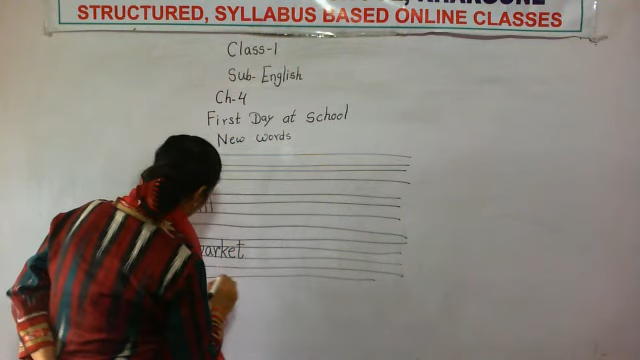 STRUCTURED, SYLLABUS BASED ONLINE CLASSES
Class-1
Sub- English
Ch-4
First Day at School
New words
market